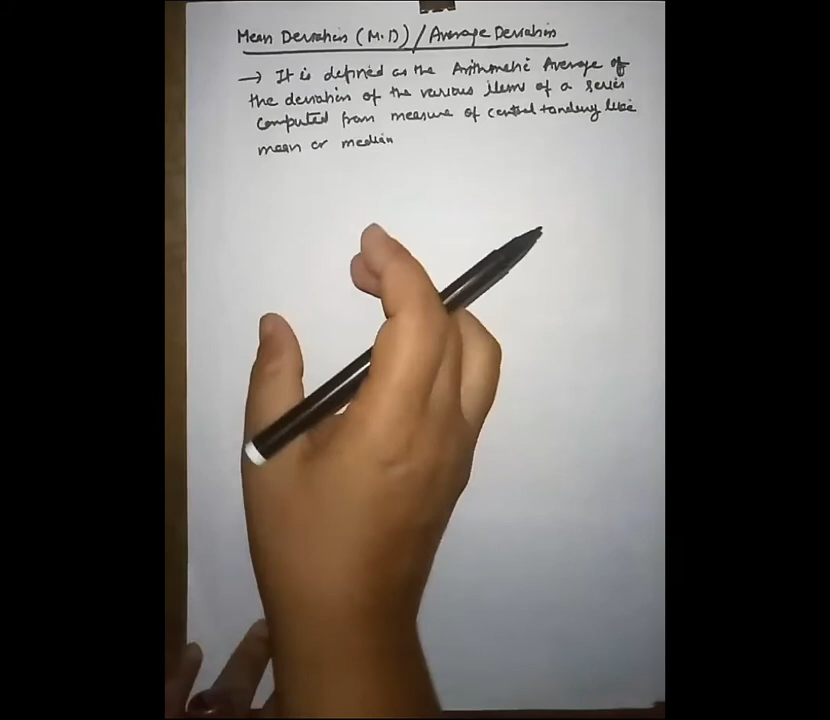 Mean Deviation (M.D) / Average Deviation
→ It is defined as the Arithmetic Average of
the deviation of the various items of a series
computed from measure of central tendency like
mean or median